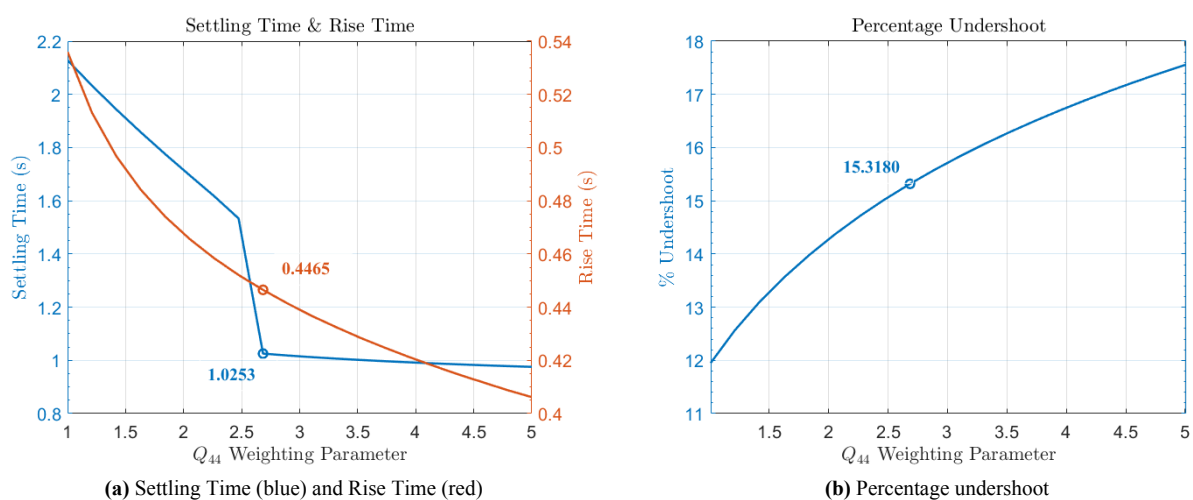 Settling Time & Rise Time
2.2
2
1.8
1.6
1.4
1.2
1
0.8
Settling Time (s)
0.54
0.52
0.5
0.48
0.46
0.44
0.42
0.4
Rise Time (s)
0.4465
1.0253
1 1.5 2 2.5 3 3.5 4 4.5 5
Q44 Weighting Parameter
(a) Settling Time (blue) and Rise Time (red)
Percentage Undershoot
18
17
16
15
14
13
12
11
% Undershoot
15.3180
1.5 2 2.5 3 3.5 4 4.5 5
Q44 Weighting Parameter
(b) Percentage undershoot